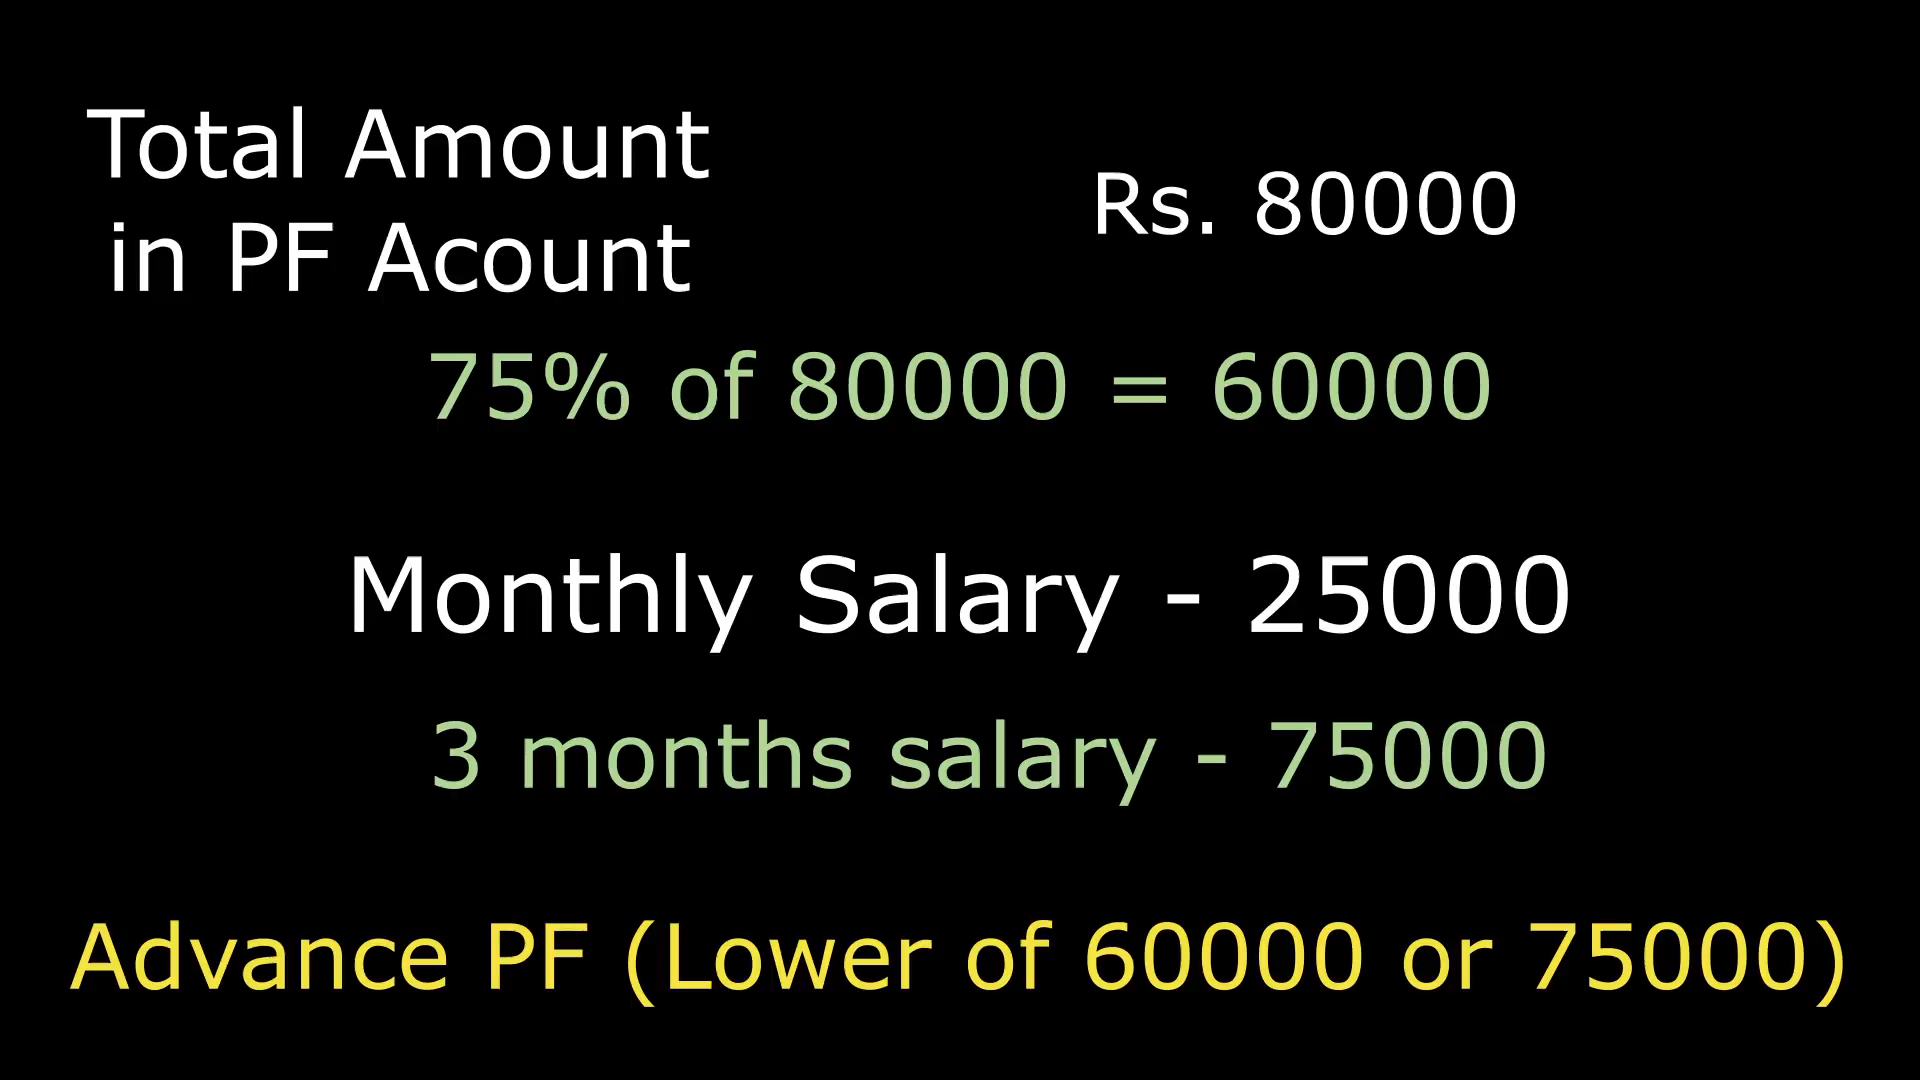 Total Amount
in PF Acount
Rs. 80000
75% of 80000 = 60000
Monthly Salary - 25000
3 months salary - 75000
Advance PF (Lower of 60000 or 75000)